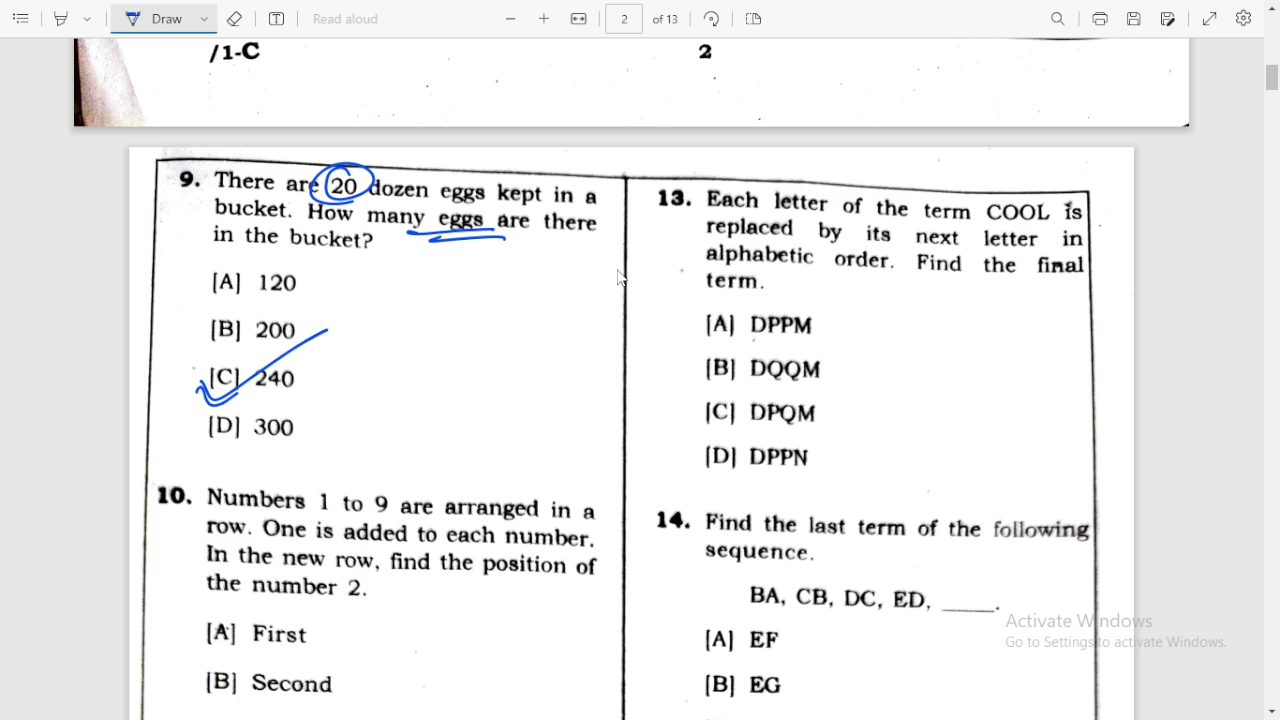 Draw
Read aloud
2
of 13
/1-C
2
9. There are 20 dozen eggs kept in a
bucket. How many eggs are there
in the bucket?
[A] 120
[B] 200
[C] 240
[D] 300
10. Numbers 1 to 9 are arranged in a
row. One is added to each number.
In the new row, find the position of
the number 2.
[A] First
[B] Second
13. Each letter of the term COOL is
replaced by its next letter in
alphabetic order. Find the final
term.
[A] DPPM
[B] DQQM
[C] DPQM
[D] DPPN
14. Find the last term of the following
sequence.
BA, CB, DC, ED, ____.
[A] EF
[B] EG
Activate Windows
Go to Settings to activate Windows.